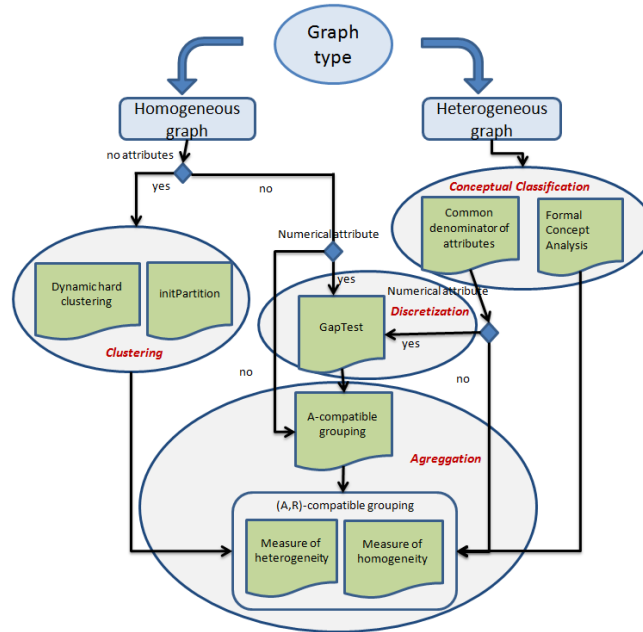 Graph
type
Homogeneous
graph
Heterogeneous
graph
no attributes
yes
no
Conceptual Classification
Common
denominator of
attributes
Formal
Concept
Analysis
Numerical attribute
yes
Dynamic hard
clustering
initPartition
Clustering
Numerical attribute
Discretization
GapTest
yes
no
no
A-compatible
grouping
Agreggation
(A,R)-compatible grouping
Measure of
heterogeneity
Measure of
homogeneity